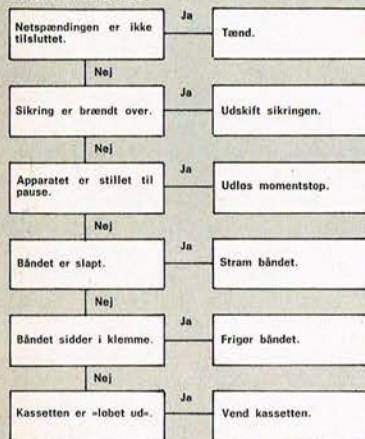 Netspændingen er ikke
tilsluttet.
Ja
Tænd.
Nej
Sikring er brændt over.
Ja
Udskift sikringen.
Nej
Apparatet er stillet til
pause.
Ja
Udløs momentstop.
Nej
Båndet er slapt.
Ja
Stram båndet.
Nej
Båndet sidder i klemme.
Ja
Frigør båndet.
Nej
Kassetten er »løbet ud«.
Ja
Vend kassetten.